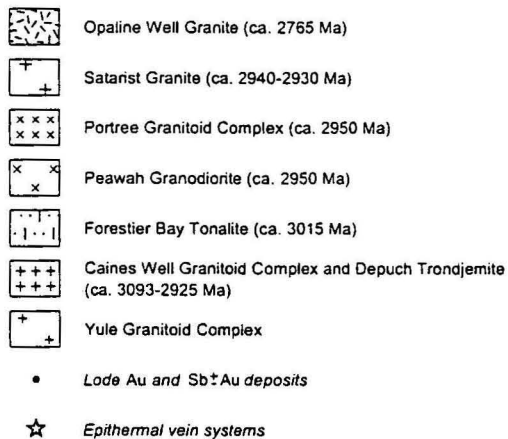 Opaline Well Granite (ca. 2765 Ma)
Satarist Granite (ca. 2940-2930 Ma)
Portree Granitoid Complex (ca. 2950 Ma)
Peawah Granodiorite (ca. 2950 Ma)
Forestier Bay Tonalite (ca. 3015 Ma)
Caines Well Granitoid Complex and Depuch Trondjemite
(ca. 3093-2925 Ma)
Yule Granitoid Complex
Lode Au and Sb±Au deposits
Epithermal vein systems